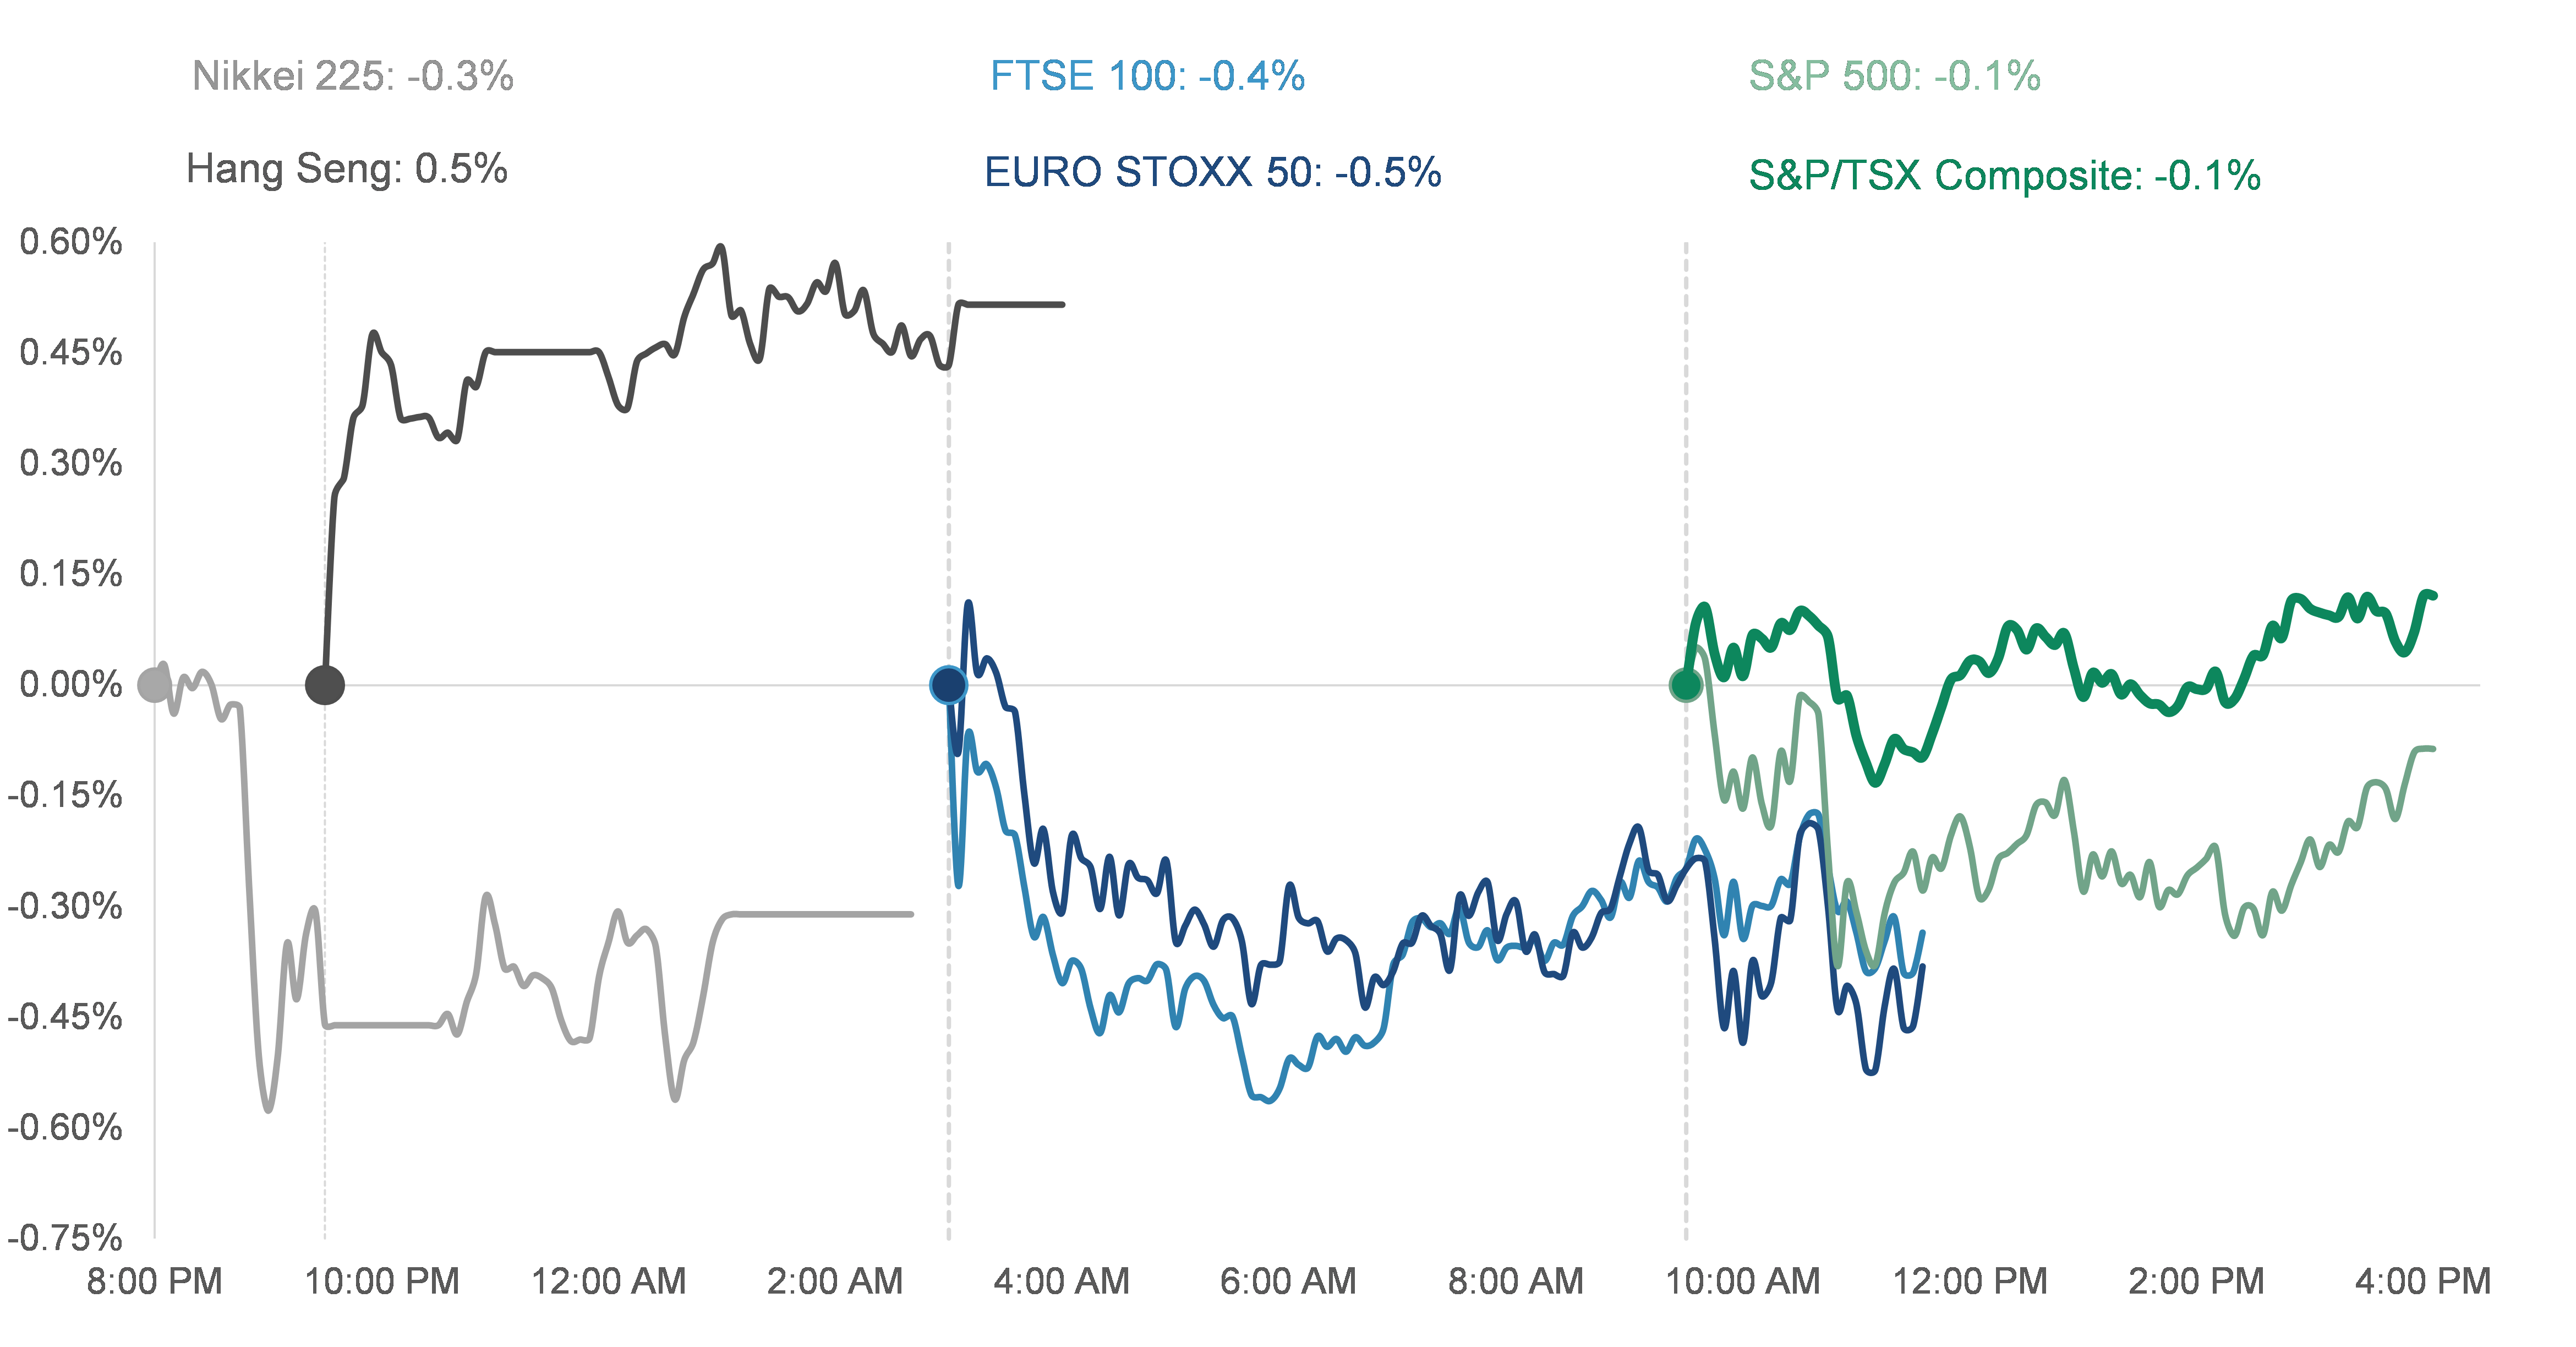 Nikkei 225: -0.3%
FTSE 100: -0.4%
S&P 500: -0.1%
Hang Seng: 0.5%
EURO STOXX 50: -0.5%
S&P/TSX Composite: -0.1%
0.60%
0.45%
0.30%
0.15%
0.00%
-0.15%
-0.30%
-0.45%
-0.60%
-0.75%
8:00 PM
10:00 PM
12:00 AM
2:00 AM
4:00 AM
6:00 AM
8:00 AM
10:00 AM
12:00 PM
2:00 PM
4:00 PM